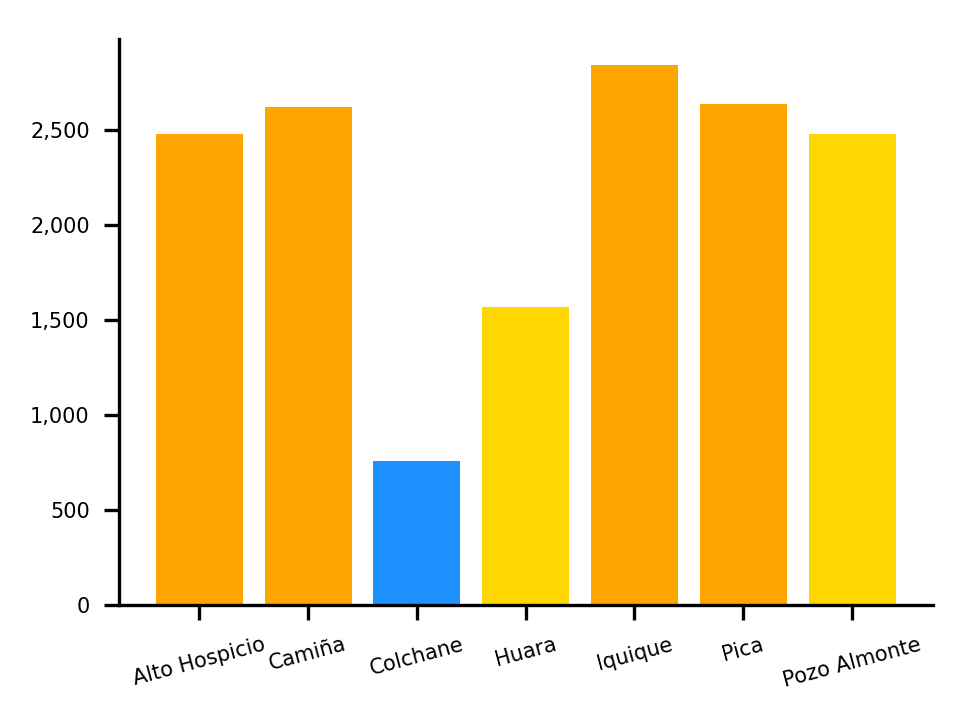 2,500
2,000
1,500
1,000
500
0
Alto Hospicio
Camiña
Colchane
Huara
Iquique
Pica
Pozo Almonte